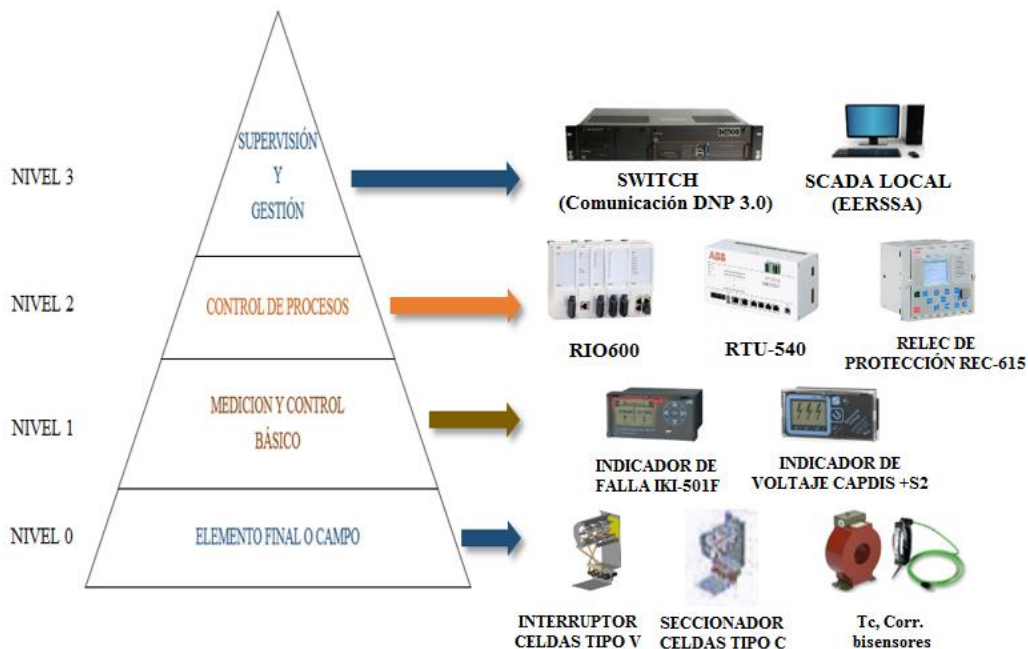 NIVEL 3
SUPERVISIÓN
Y
GESTIÓN
SWITCH
(Comunicación DNP 3.0)
SCADA LOCAL
(EERSSA)
NIVEL 2
CONTROL DE PROCESOS
ABB
RIO600
RTU-540
RELEC DE
PROTECCIÓN REC-615
NIVEL 1
MEDICION Y CONTROL
BÁSICO
INDICADOR DE
FALLA IKI-501F
INDICADOR DE
VOLTAJE CAPDIS +S2
NIVEL 0
ELEMENTO FINAL O CAMPO
INTERRUPTOR
CELDAS TIPO V
SECCIONADOR
CELDAS TIPO C
Tc, Corr.
bisensores